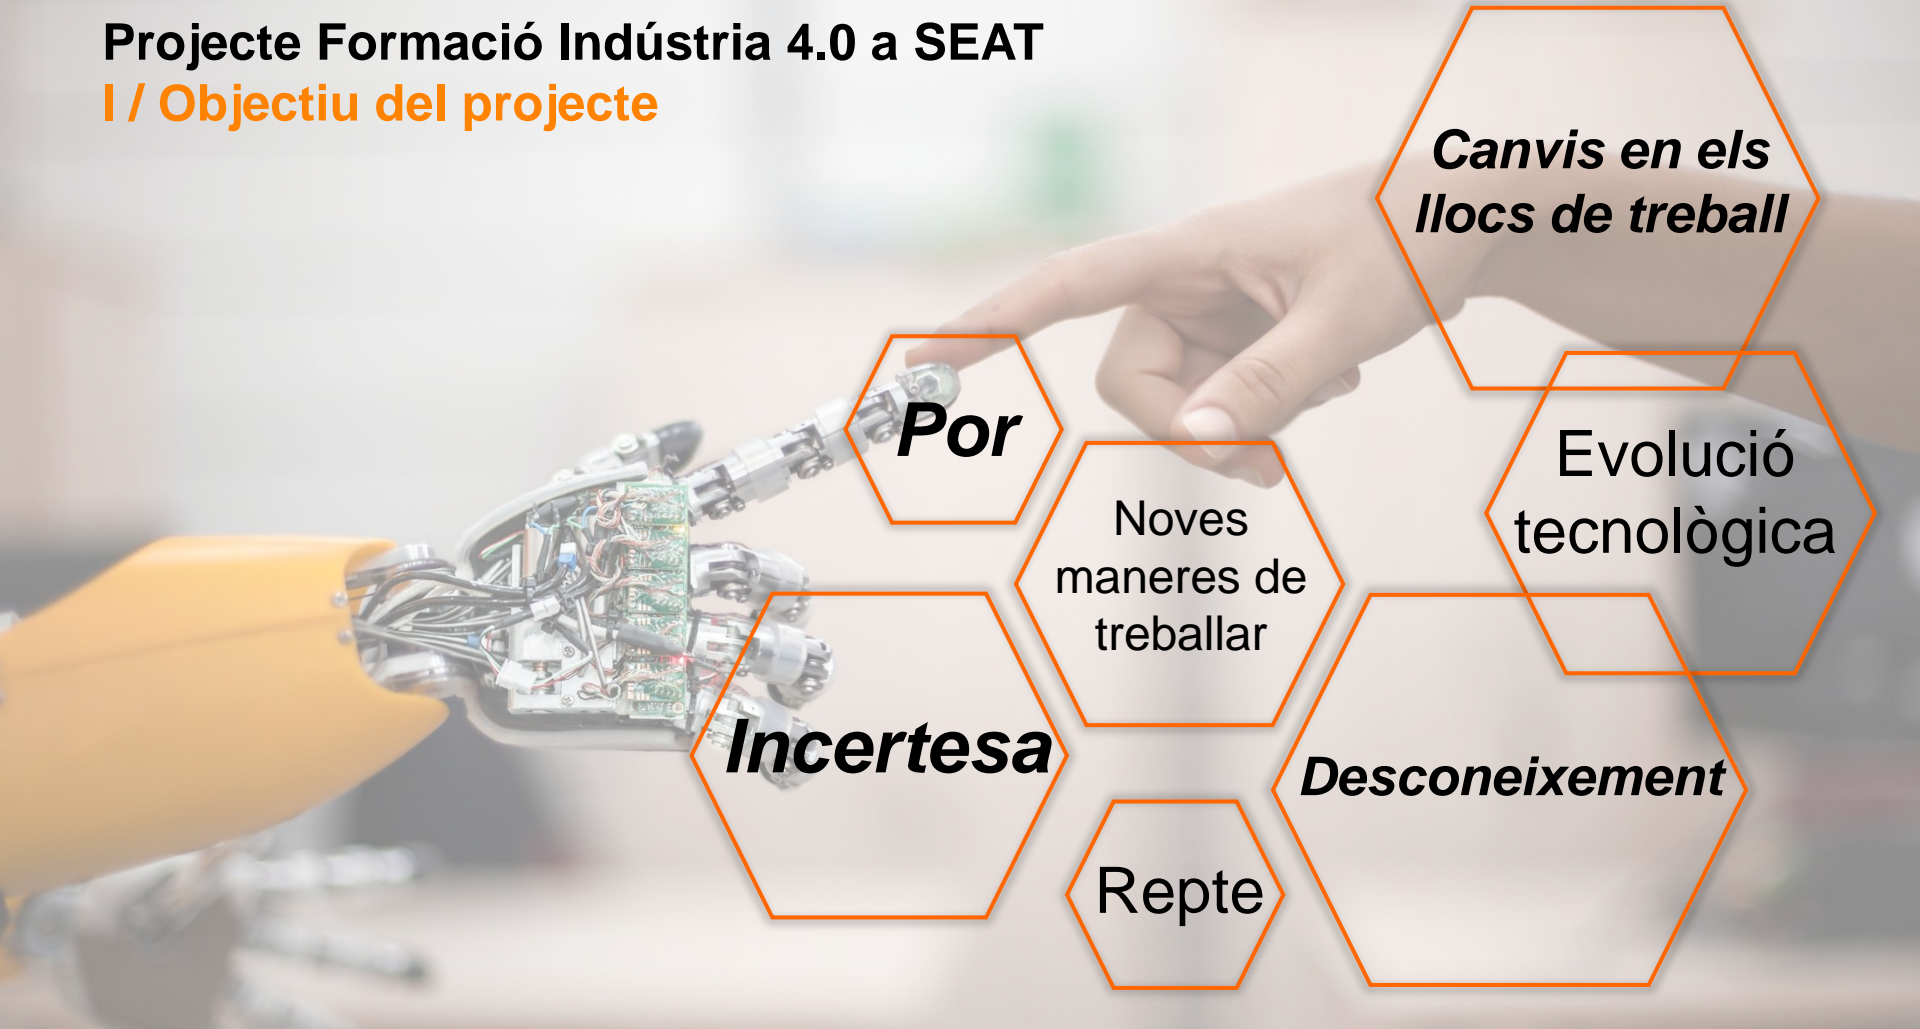 Projecte Formació Indústria 4.0 a SEAT
I / Objectiu del projecte
Canvis en els
llocs de treball
Por
Evolució
tecnològica
Noves
maneres de
treballar
Incertesa
Desconeixement
Repte